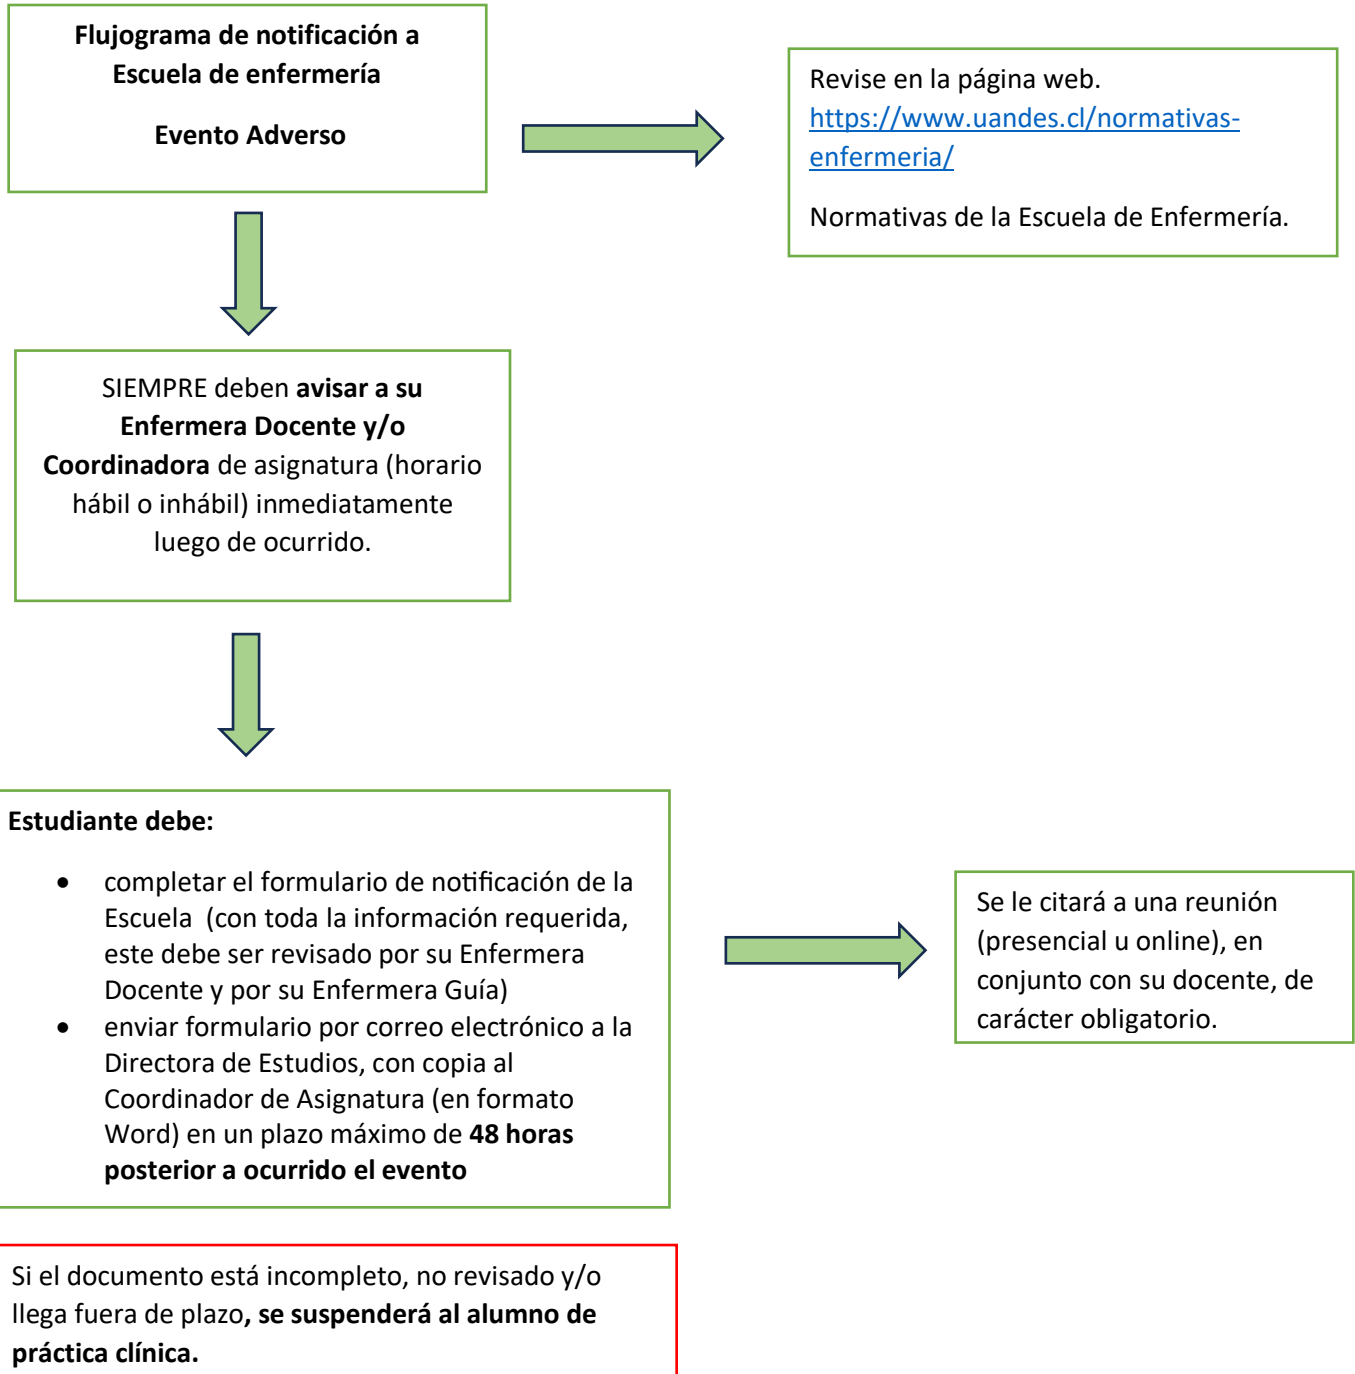 Flujograma de notificación a
Escuela de enfermería
Evento Adverso
Revise en la página web.
https://www.uandes.cl/normativas-
enfermeria/
Normativas de la Escuela de Enfermería.
SIEMPRE deben avisar a su
Enfermera Docente y/o
Coordinadora de asignatura (horario
hábil o inhábil) inmediatamente
luego de ocurrido.
Estudiante debe:
• completar el formulario de notificación de la
Escuela (con toda la información requerida,
este debe ser revisado por su Enfermera
Docente y por su Enfermera Guía)
• enviar formulario por correo electrónico a la
Directora de Estudios, con copia al
Coordinador de Asignatura (en formato
Word) en un plazo máximo de 48 horas
posterior a ocurrido el evento
Se le citará a una reunión
(presencial u online), en
conjunto con su docente, de
carácter obligatorio.
Si el documento está incompleto, no revisado y/o
llega fuera de plazo, se suspenderá al alumno de
práctica clínica.